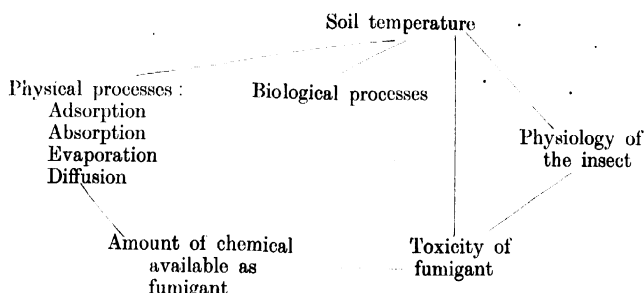 Soil temperature
Physical processes :
Adsorption
Absorption
Evaporation
Diffusion
Biological processes
Physiology of
the insect
Amount of chemical
available as
fumigant
Toxicity of
fumigant